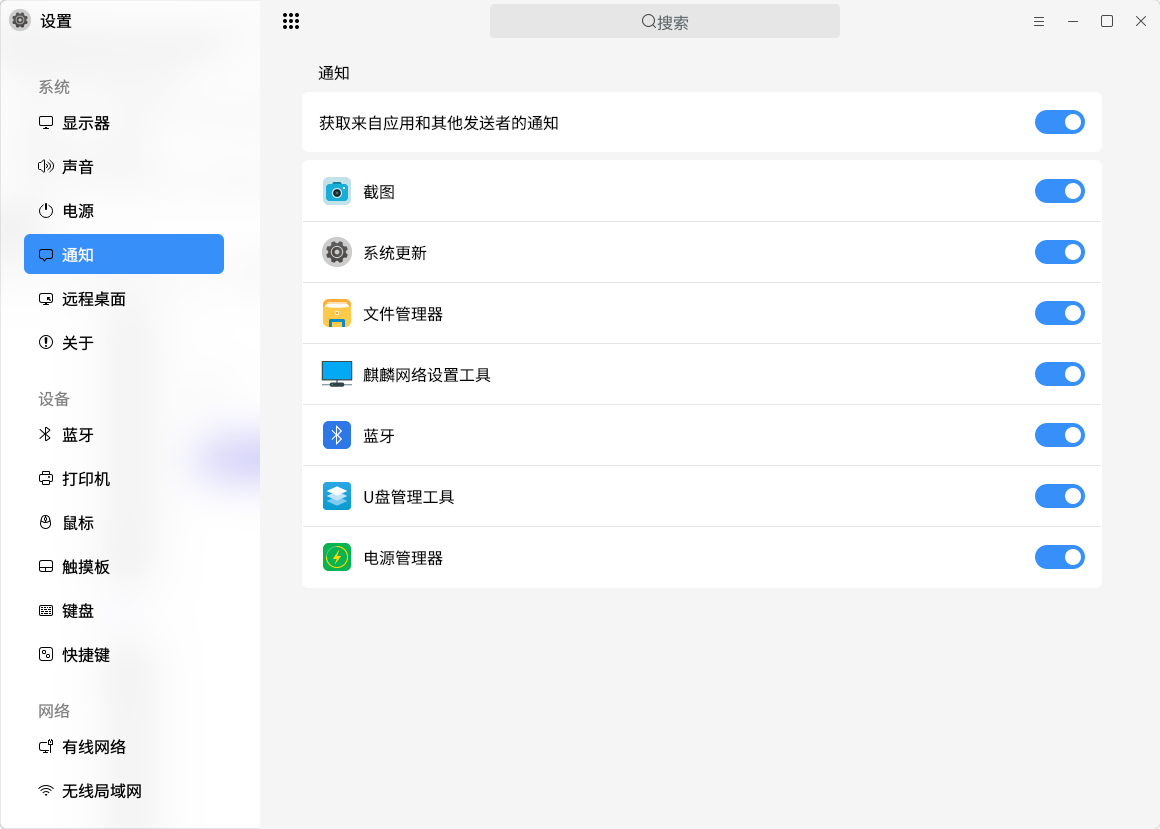 设置
搜索
系统
显示器
声音
电源
通知
远程桌面
关于
设备
蓝牙
打印机
鼠标
触摸板
键盘
快捷键
网络
有线网络
无线局域网
通知
获取来自应用和其他发送者的通知
截图
系统更新
文件管理器
麒麟网络设置工具
蓝牙
U盘管理工具
电源管理器